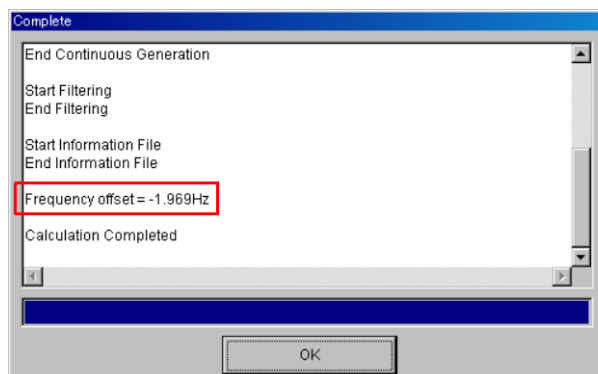 Complete
End Continuous Generation
Start Filtering
End Filtering
Start Information File
End Information File
Frequency offset = -1.969Hz
Calculation Completed
OK